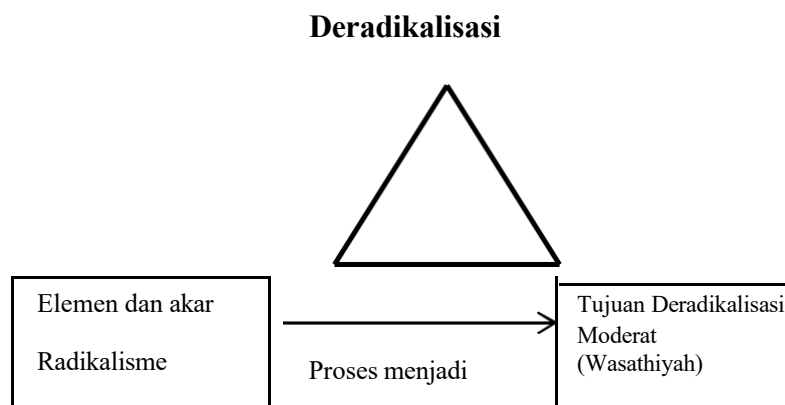 Deradikalisasi
Elemen dan akar
Radikalisme
Proses menjadi
Tujuan Deradikalisasi
Moderat
(Wasathiyah)